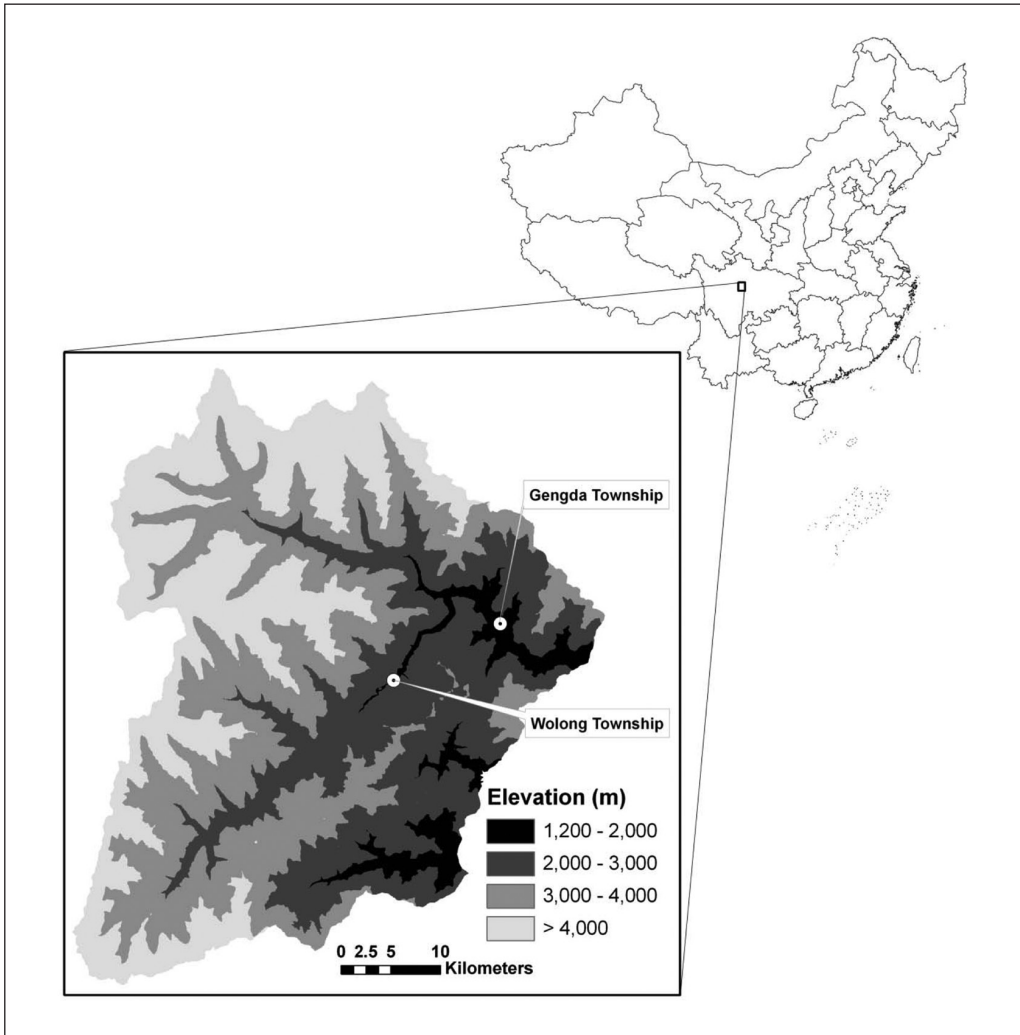 Gengda Township
Wolong Township
Elevation (m)
1,200 - 2,000
2,000 - 3,000
3,000 - 4,000
> 4,000
0 2.5 5 10
Kilometers